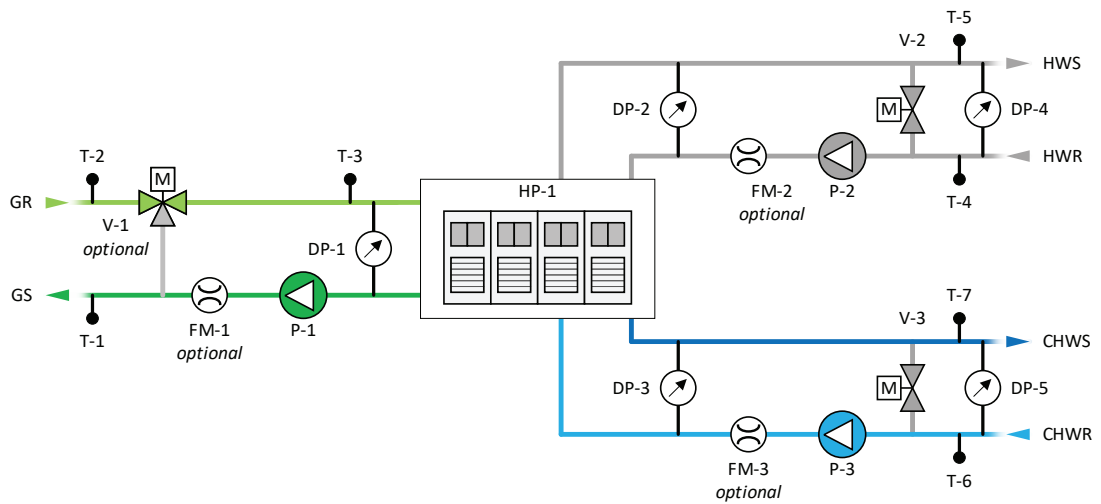 T-5
V-2
HWS
DP-2
M
DP-4
T-2
T-3
HWR
M
HP-1
FM-2
P-2
T-4
optional
GR
V-1
optional
DP-1
T-7
GS
V-3
FM-1
P-1
CHWS
T-1
optional
DP-3
M
DP-5
CHWR
FM-3
P-3
T-6
optional